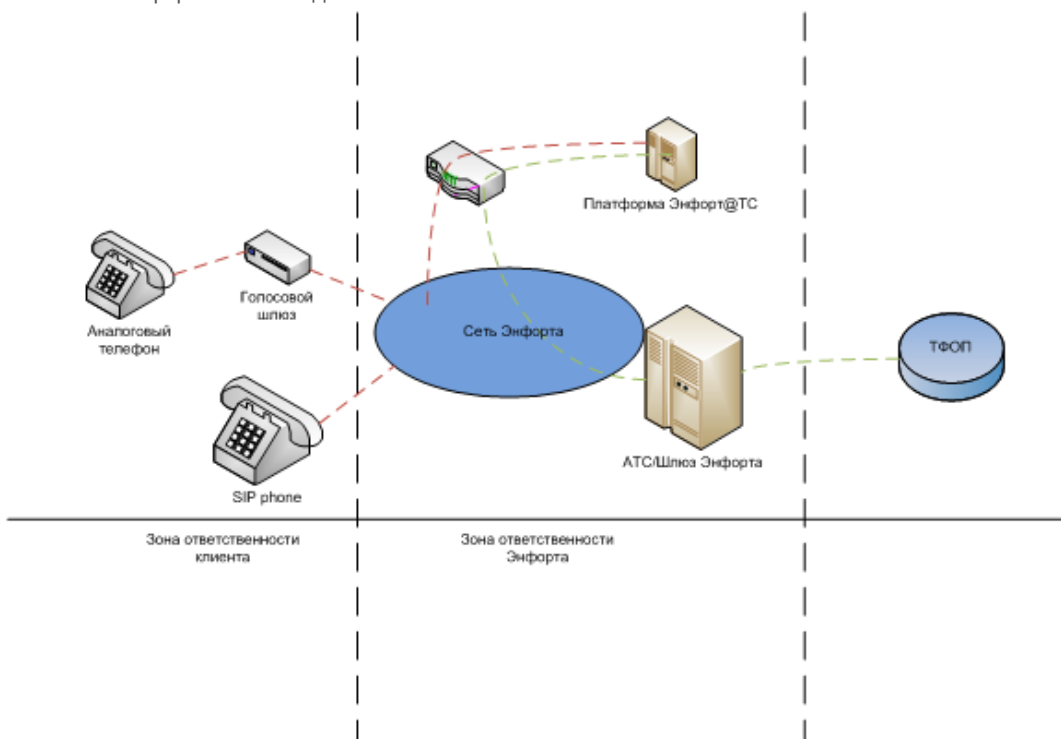 Платформа Энфорт@ТС
Голосовой
шлюз
Аналоговый
телефон
Сеть Энфорта
ТФОП
АТС/Шлюз Энфорта
SIP phone
Зона ответственности
клиента
Зона ответственности
Энфорта